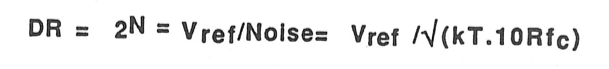 DR = 2N = Vref/Noise= Vref /√(kT.10Rfc)